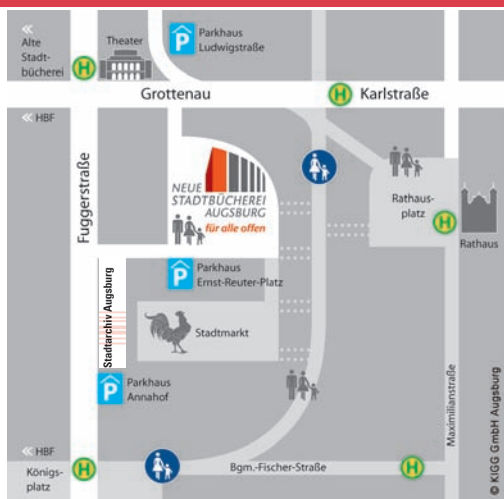 « Alte
Stadt-
bücherei
H
Theater
P
Parkhaus
Ludwigstraße
Grottenau
H
Karlstraße
« HBF
Fuggerstraße
NEUE
STADTBÜCHEREI
AUGSBURG
für alle offen
Rathaus-
platz
H
Rathaus
P
Parkhaus
Ernst-Reuter-Platz
Stadtarchiv Augsburg
Stadtmarkt
P
Parkhaus
Annahof
Maximilianstraße
« HBF
Königs-
platz
H
Bgm.-Fischer-Straße
H
© KIGG GmbH Augsburg